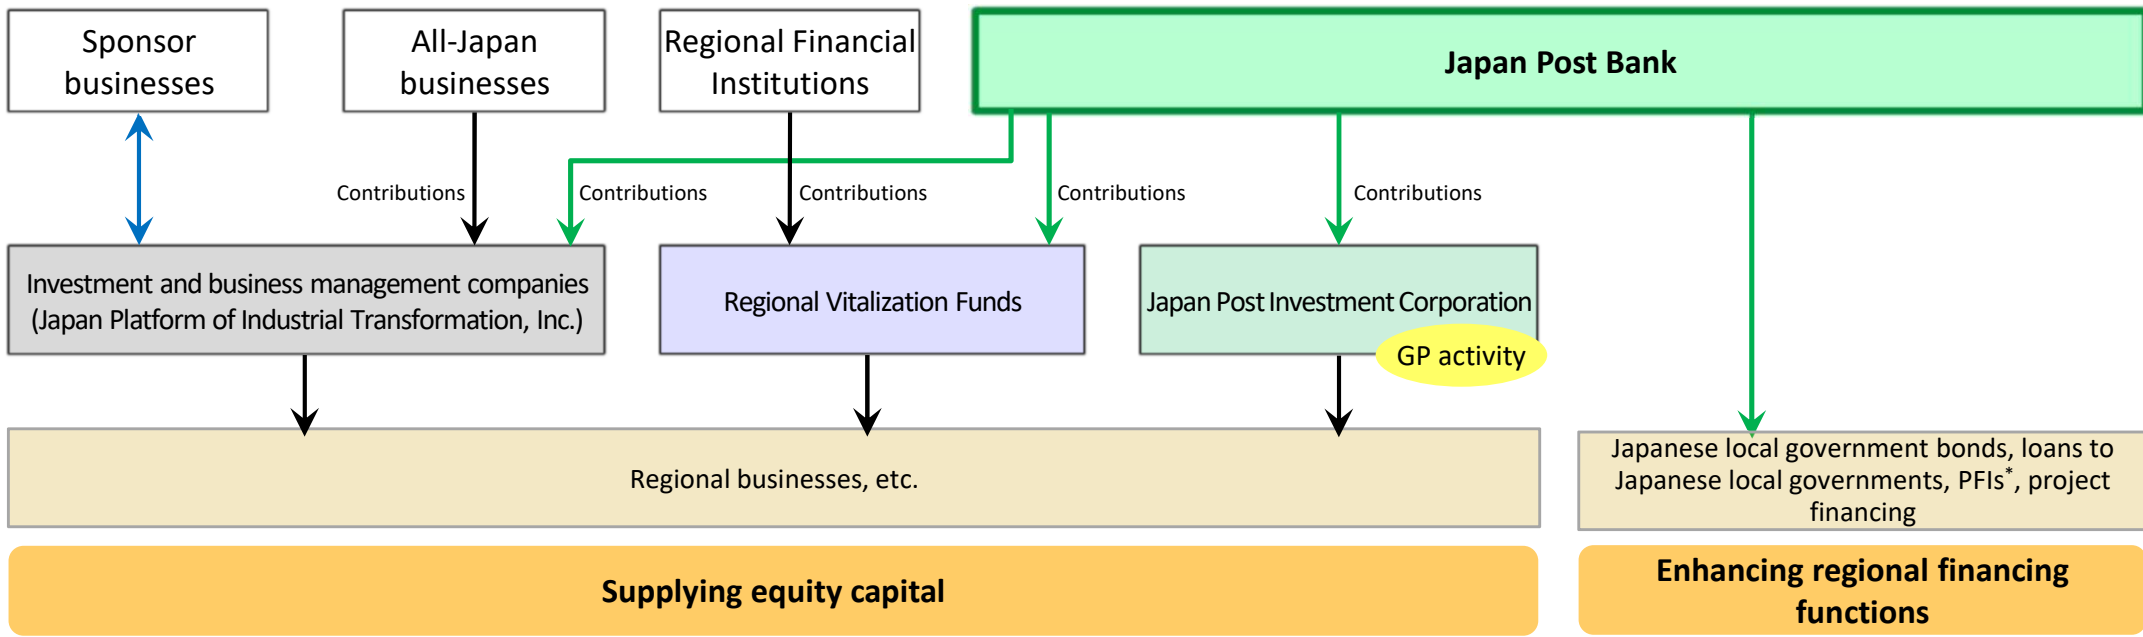 Sponsor
businesses
All-Japan
businesses
Regional Financial
Institutions
Japan Post Bank
Contributions
Contributions
Contributions
Contributions
Contributions
Investment and business management companies
(Japan Platform of Industrial Transformation, Inc.)
Regional Vitalization Funds
Japan Post Investment Corporation
GP activity
Regional businesses, etc.
Japanese local government bonds, loans to
Japanese local governments, PFIs*, project
financing
Supplying equity capital
Enhancing regional financing
functions